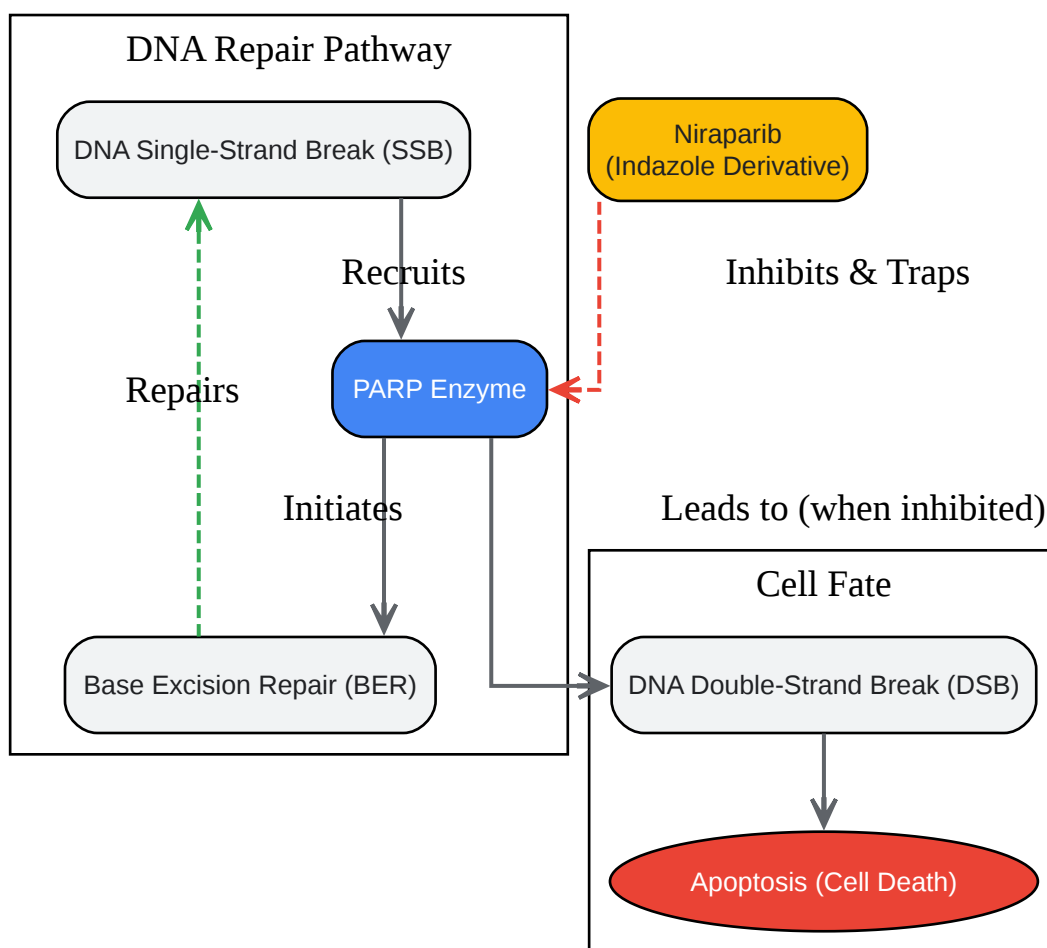 DNA Repair Pathway
DNA Single-Strand Break (SSB)
Niraparib
(Indazole Derivative)
Recruits
Inhibits & Traps
Repairs
PARP Enzyme
Initiates
Leads to (when inhibited)
Cell Fate
Base Excision Repair (BER)
DNA Double-Strand Break (DSB)
Apoptosis (Cell Death)